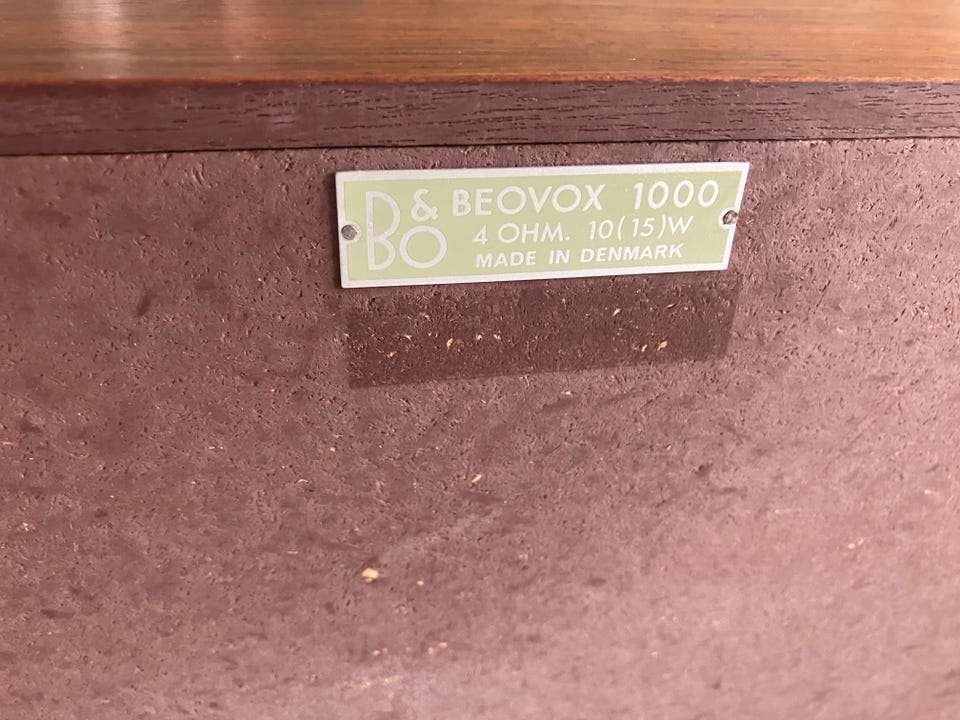 B&O BEOVOX 1000
4 OHM. 10(15)W
MADE IN DENMARK